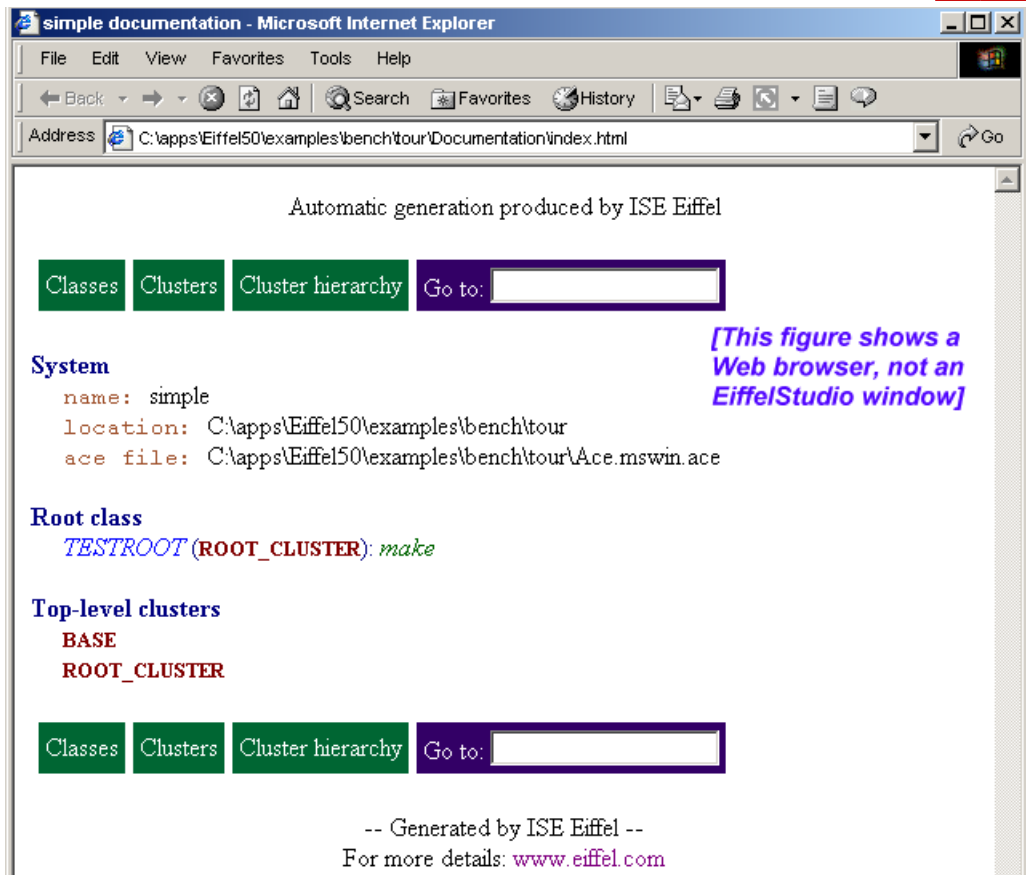 simple documentation - Microsoft Internet Explorer
File Edit View Favorites Tools Help
Back Search Favorites History
Address C:\apps\Eiffel50\examples\bench\tour\Documentation\index.html Go
Automatic generation produced by ISE Eiffel
Classes Clusters Cluster hierarchy Go to:
[This figure shows a
Web browser, not an
EiffelStudio window]
System
name: simple
location: C:\apps\Eiffel50\examples\bench\tour
ace file: C:\apps\Eiffel50\examples\bench\tour\Ace.mswin.ace
Root class
TESTROOT (ROOT_CLUSTER): make
Top-level clusters
BASE
ROOT_CLUSTER
Classes Clusters Cluster hierarchy Go to:
-- Generated by ISE Eiffel --
For more details: www.eiffel.com